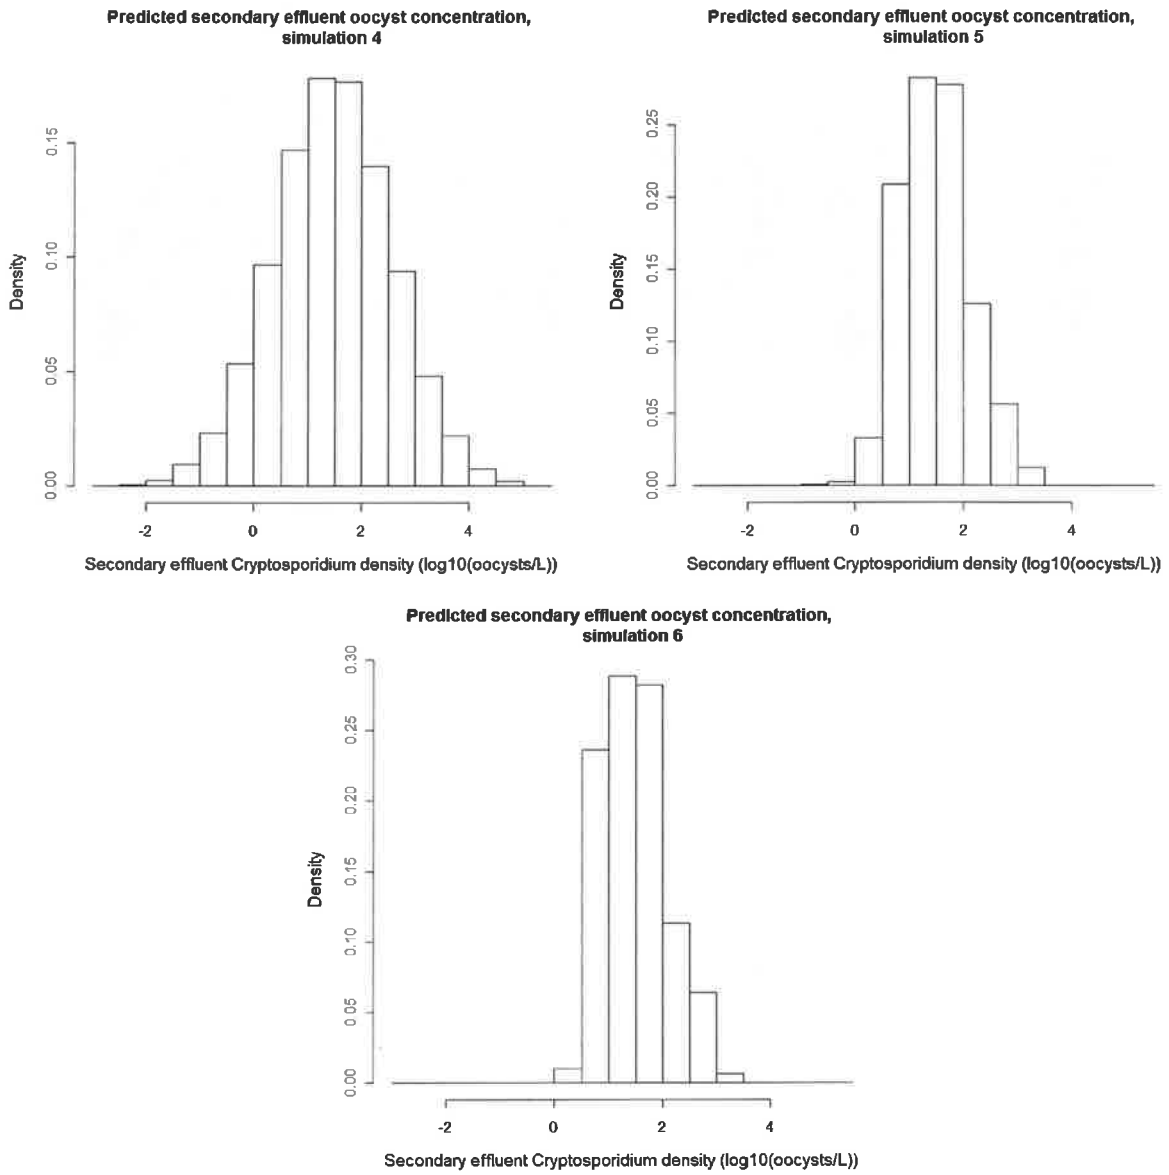 Predicted secondary effluent oocyst concentration,
simulation 4
0.15
0.10
0.05
0.00
Density
-2 0 2 4
Secondary effluent Cryptosporidium density (log10(oocysts/L))
Predicted secondary effluent oocyst concentration,
simulation 5
0.25
0.20
0.15
0.10
0.05
0.00
Density
-2 0 2 4
Secondary effluent Cryptosporidium density (log10(oocysts/L))
Predicted secondary effluent oocyst concentration,
simulation 6
0.30
0.25
0.20
0.15
0.10
0.05
0.00
Density
-2 0 2 4
Secondary effluent Cryptosporidium density (log10(oocysts/L))